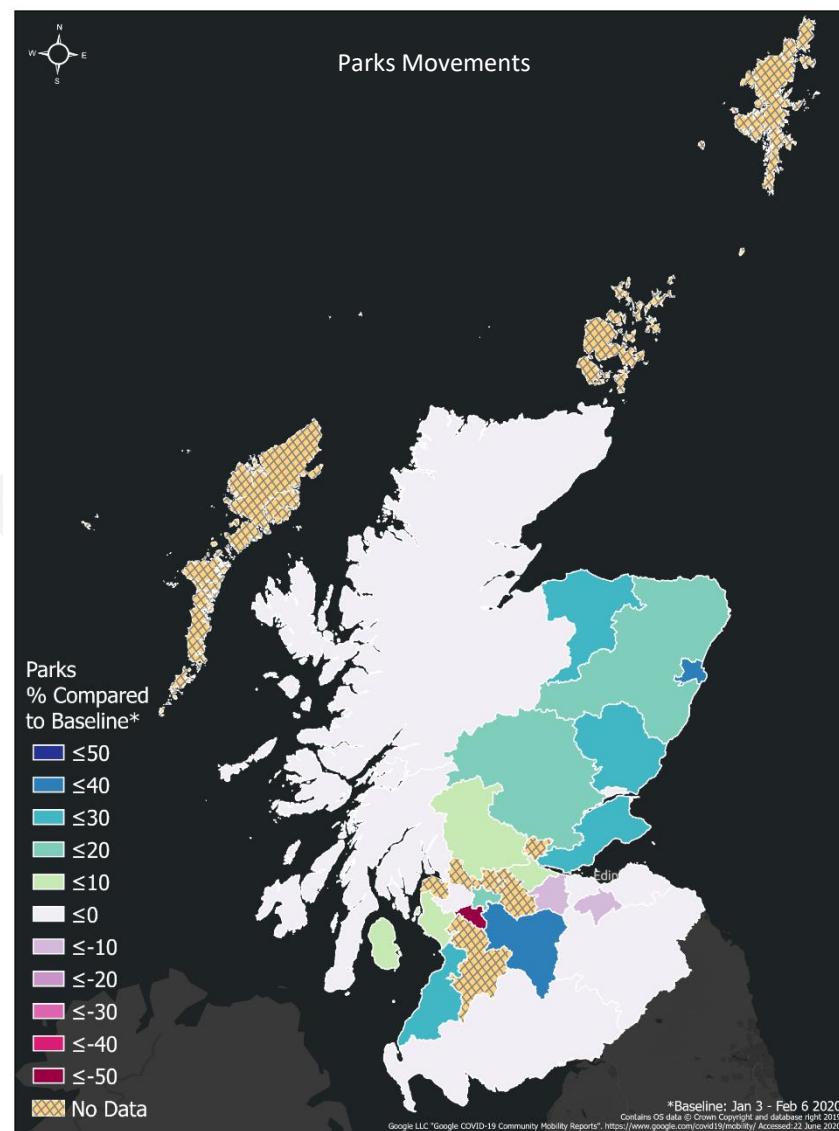 N
W E
S
Parks Movements
Parks
% Compared
to Baseline*
≤50
≤40
≤30
≤20
≤10
≤0
≤-10
≤-20
≤-30
≤-40
≤-50
No Data
*Baseline: Jan 3 - Feb 6 2020
Contains OS data © Crown Copyright and database right 2019
Google LLC "Google COVID-19 Community Mobility Reports". https://www.google.com/covid19/mobility/ Accessed:22 June 2020